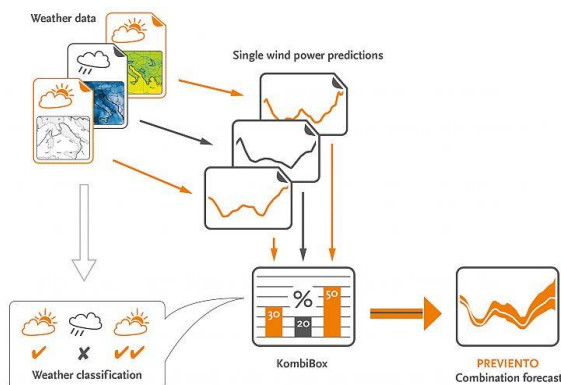 Weather data
Single wind power predictions
%
30
20
50
KombiBox
Weather classification
PREVIENTO
Combination forecast